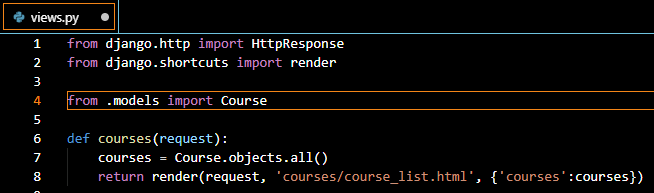 views.py
1 from django.http import HttpResponse
2 from django.shortcuts import render
3
4 from .models import Course
5
6 def courses(request):
7     courses = Course.objects.all()
8     return render(request, 'courses/course_list.html', {'courses':courses})